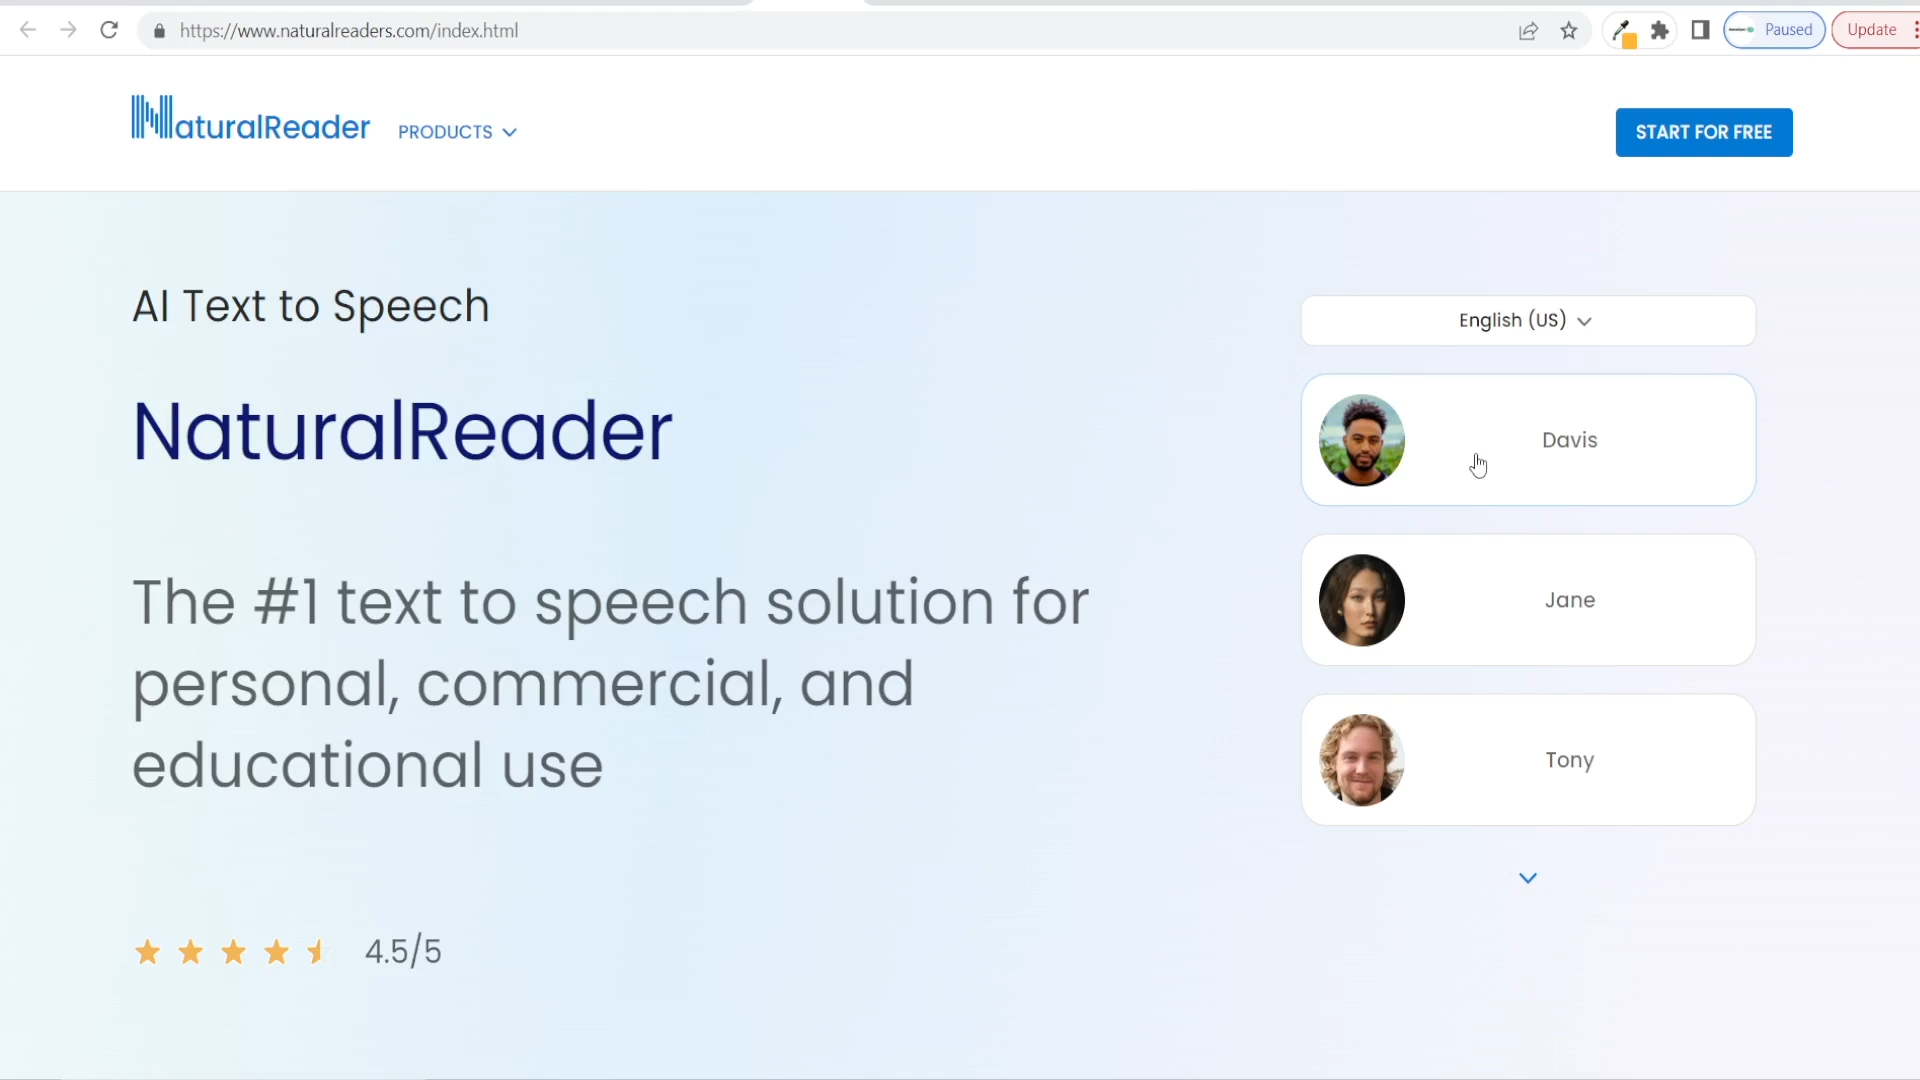 https://www.naturalreaders.com/index.html
Paused
Update
NaturalReader
PRODUCTS
START FOR FREE
AI Text to Speech
NaturalReader
The #1 text to speech solution for
personal, commercial, and
educational use
4.5/5
English (US)
Davis
Jane
Tony